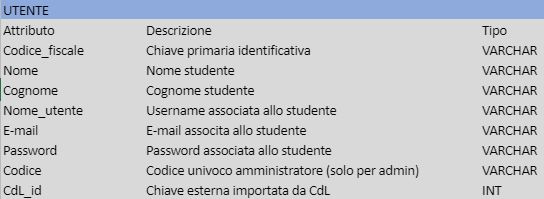 UTENTE
Attributo Descrizione Tipo
Codice_fiscale Chiave primaria identificativa VARCHAR
Nome Nome studente VARCHAR
Cognome Cognome studente VARCHAR
Nome_utente Username associata allo studente VARCHAR
E-mail E-mail associta allo studente VARCHAR
Password Password associata allo studente VARCHAR
Codice Codice univoco amministratore (solo per admin) VARCHAR
CdL_id Chiave esterna importata da CdL INT